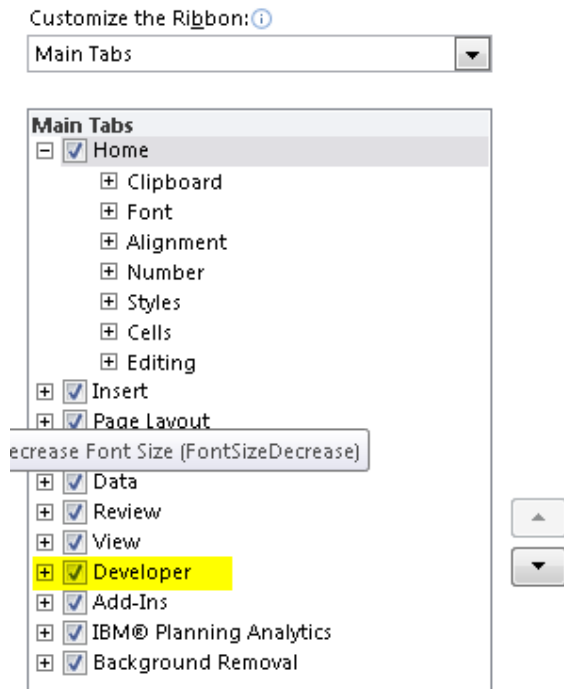 Customize the Ribbon:
Main Tabs
Main Tabs
Home
Clipboard
Font
Alignment
Number
Styles
Cells
Editing
Insert
Page Layout
ecrease Font Size (FontSizeDecrease)
Data
Review
View
Developer
Add-Ins
IBM® Planning Analytics
Background Removal